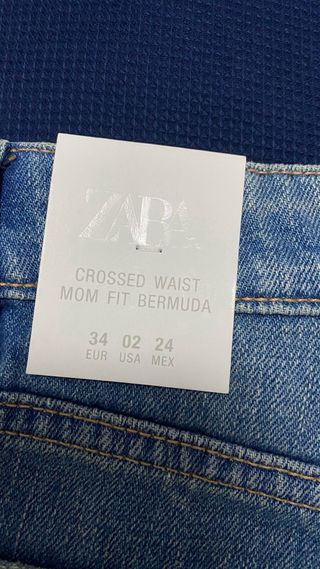 ZARA
CROSSED WAIST
MOM FIT BERMUDA
34 02 24
EUR USA MEX